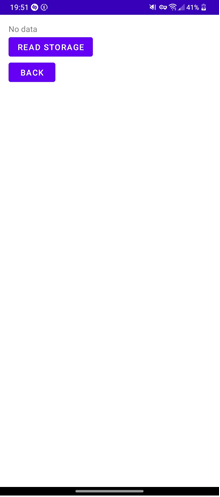 19:51
41%
No data
READ STORAGE
BACK